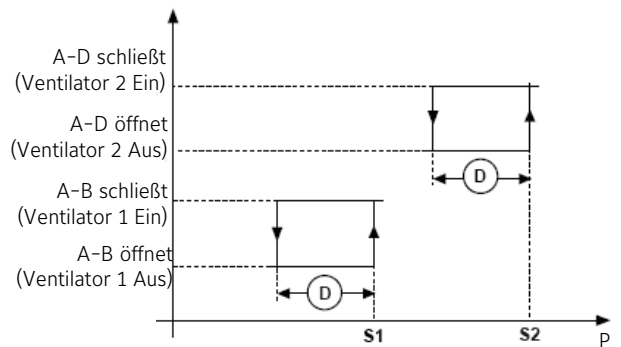 A-D schließt
(Ventilator 2 Ein)
A-D öffnet
(Ventilator 2 Aus)
D
A-B schließt
(Ventilator 1 Ein)
A-B öffnet
(Ventilator 1 Aus)
D
S1
S2
P